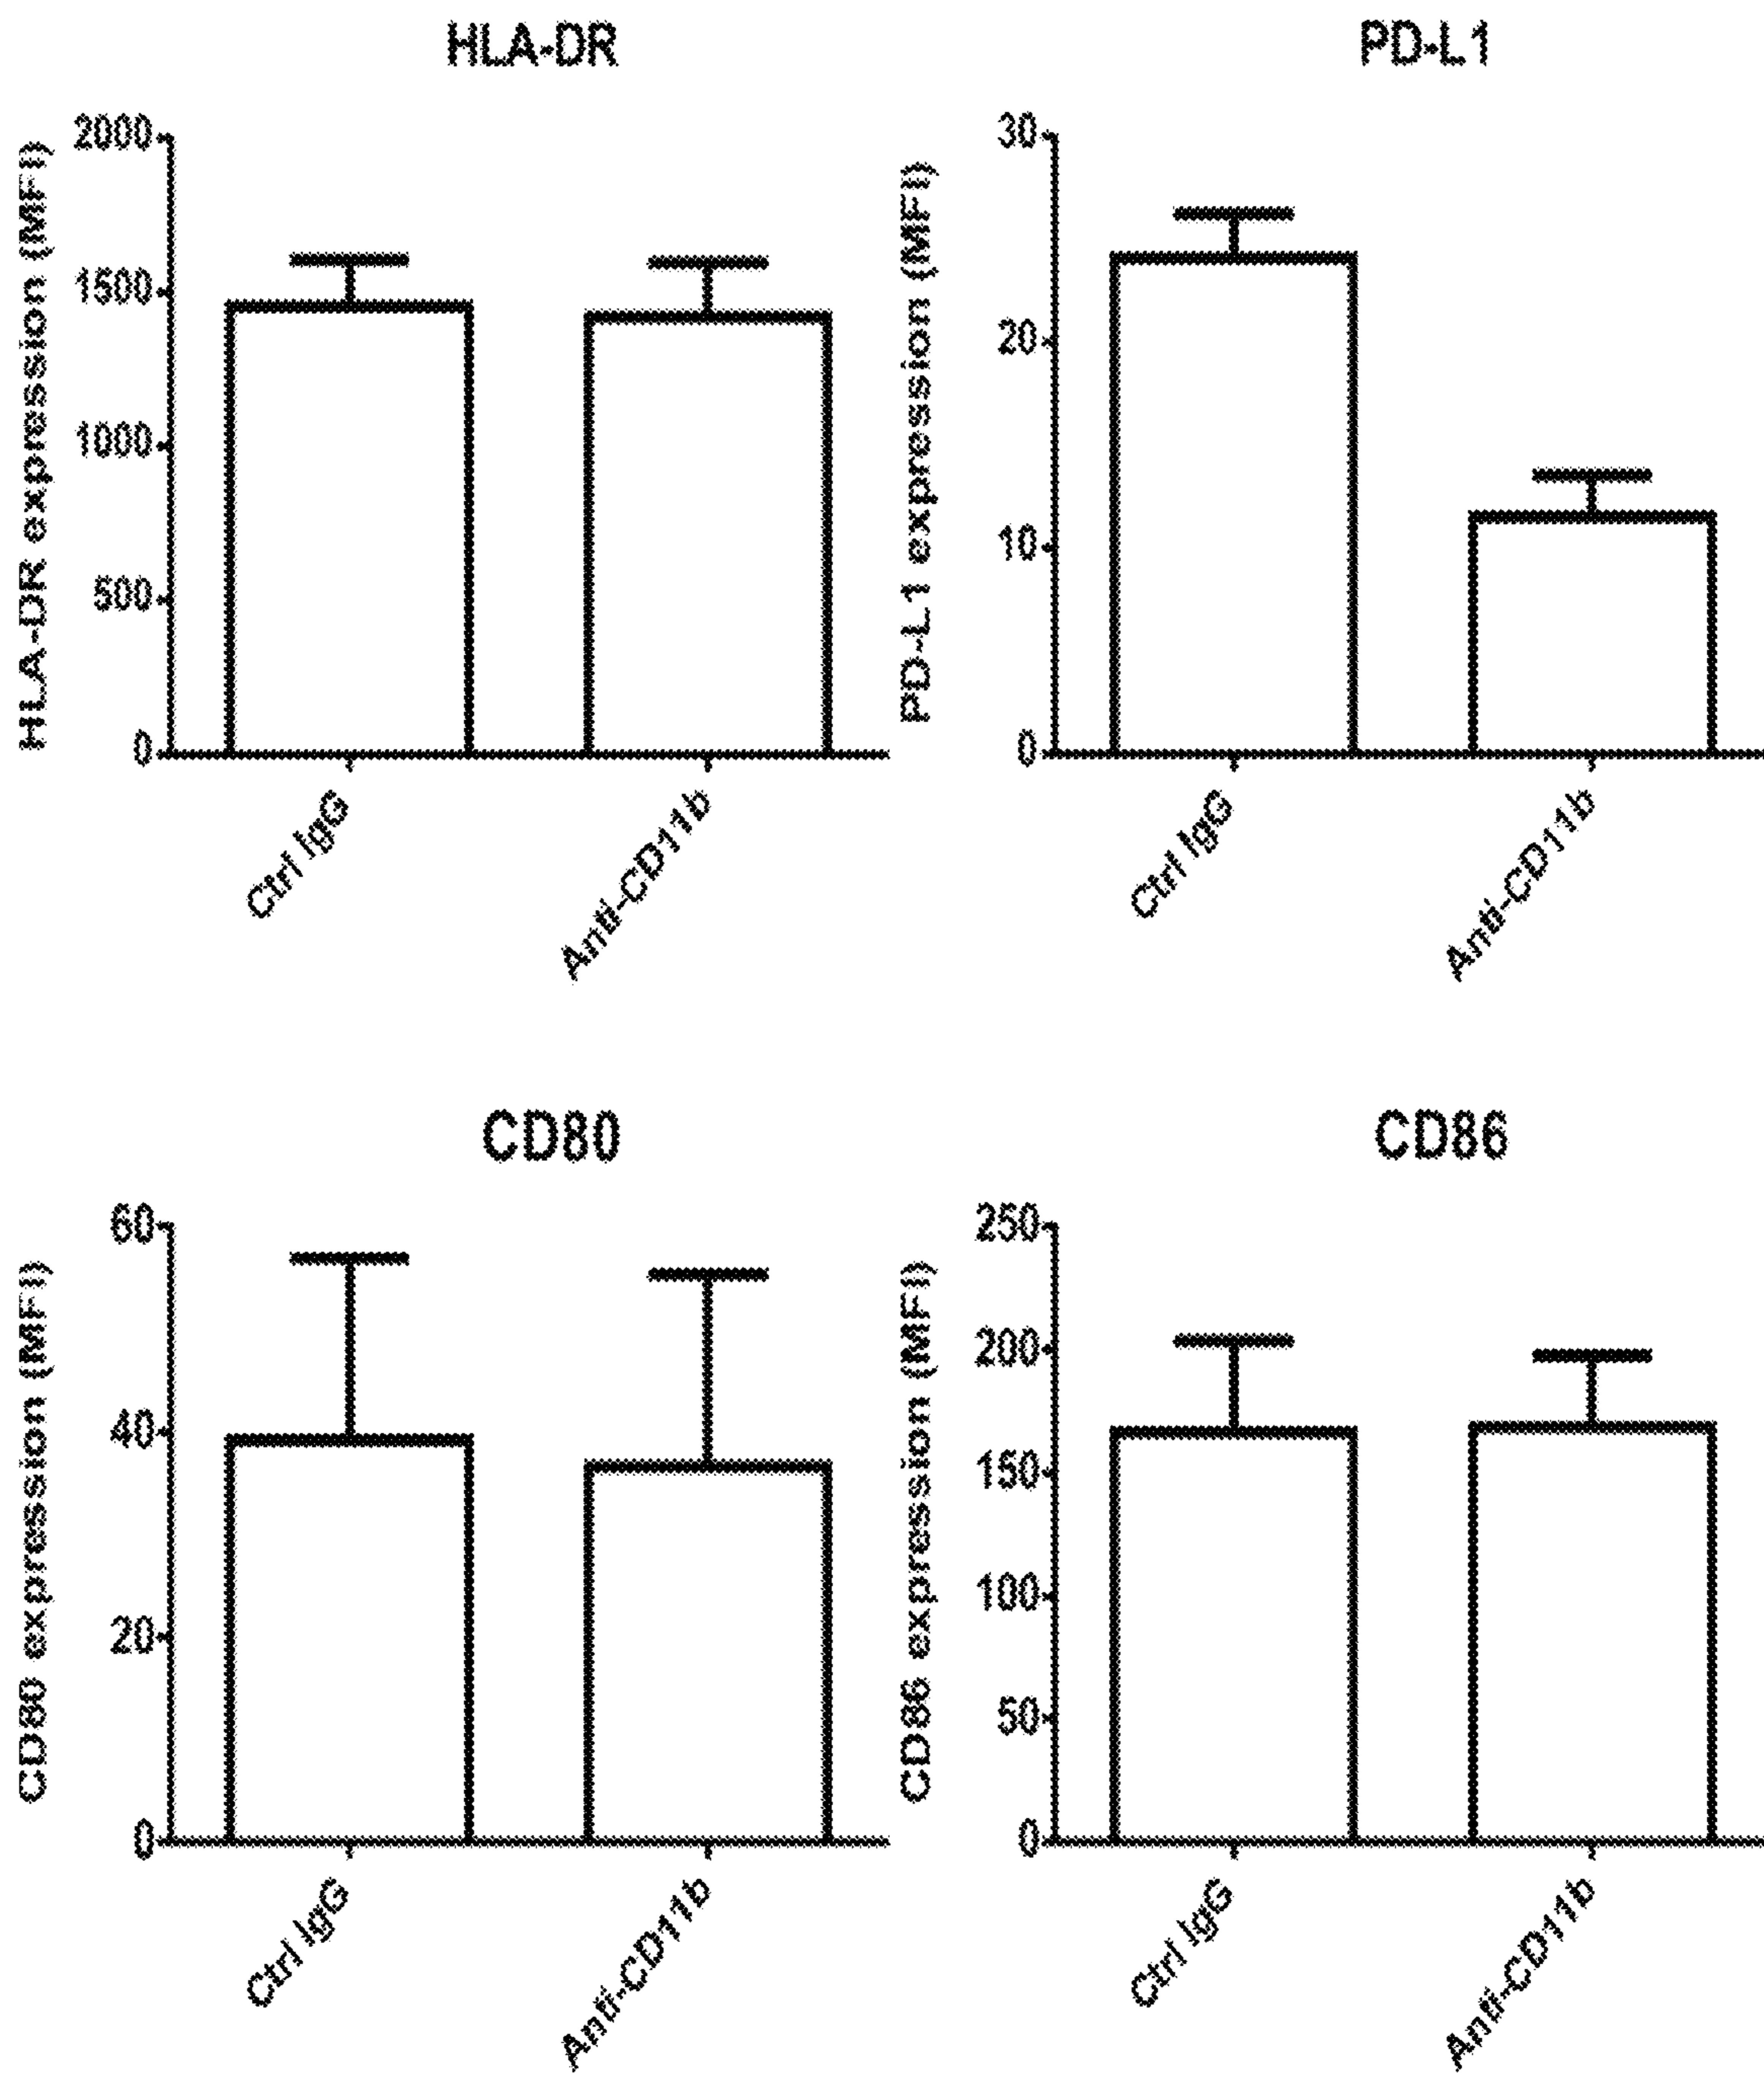 HLA-DR
HLA-DR expression (MFI)
2000
1500
1000
500
0
Ctrl IgG
Anti-CD11b
PD-L1
PD-L1 expression (MFI)
30
20
10
0
Ctrl IgG
Anti-CD11b
CD80
CD80 expression (MFI)
60
40
20
0
Ctrl IgG
Anti-CD11b
CD86
CD86 expression (MFI)
250
200
150
100
50
0
Ctrl IgG
Anti-CD11b